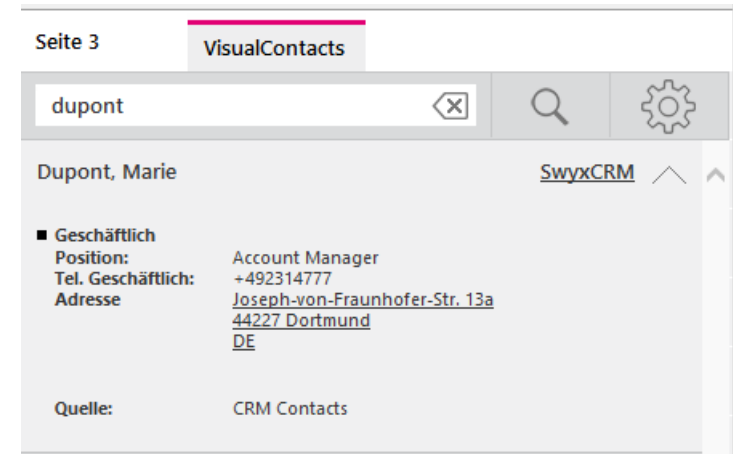 Seite 3 VisualContacts
dupont
Dupont, Marie SwyxCRM
Geschäftlich
Position: Account Manager
Tel. Geschäftlich: +492314777
Adresse Joseph-von-Fraunhofer-Str. 13a
44227 Dortmund
DE
Quelle: CRM Contacts